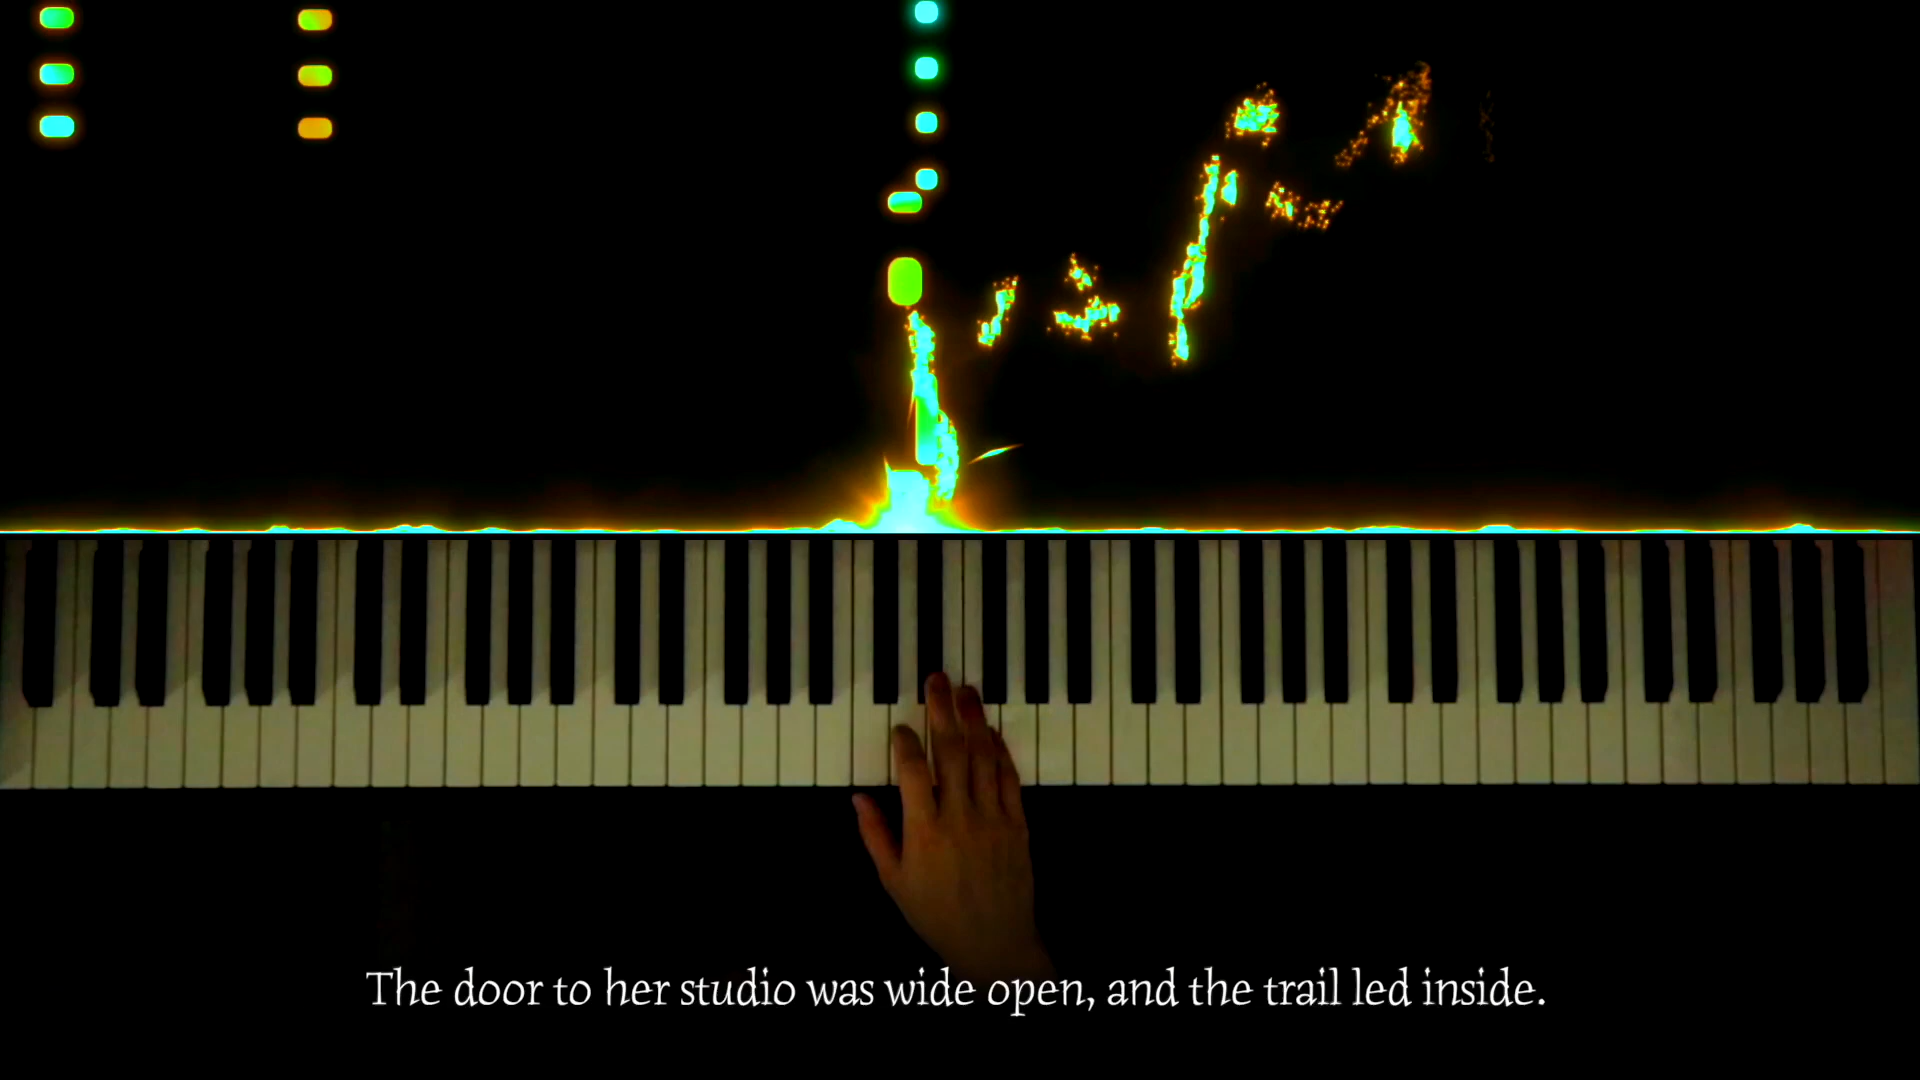 The door to her studio was wide open, and the trail led inside.